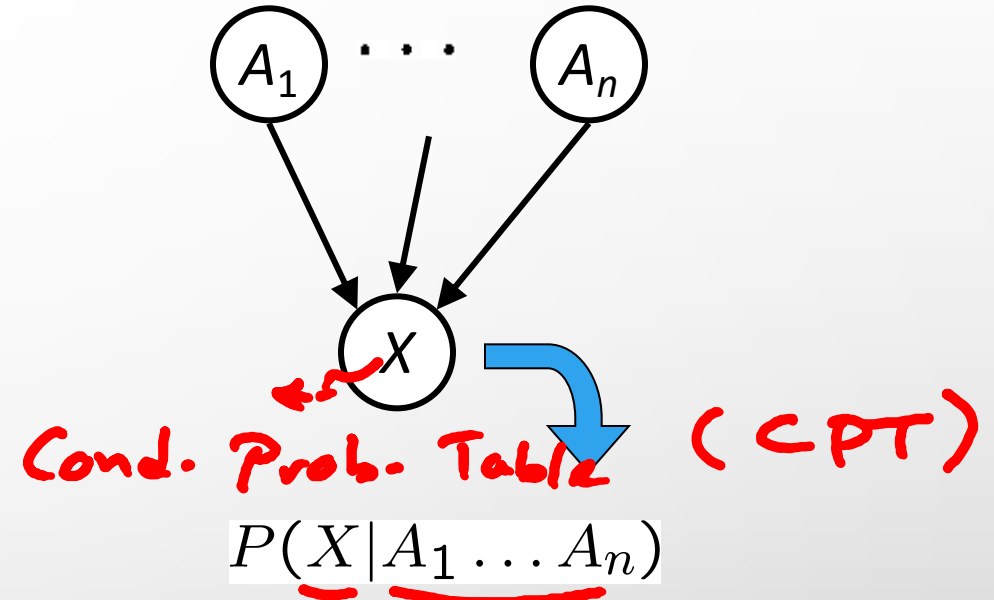 A₁ . . . Aₙ
X
Cond. Prob. Table (CPT)
P(X|A₁ . . . Aₙ)